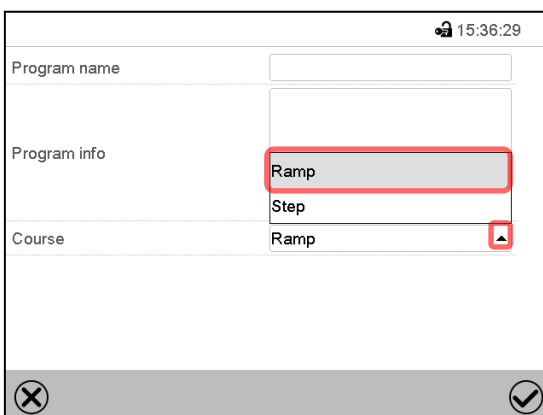 15:36:29
Program name
Program info
Ramp
Step
Course
Ramp